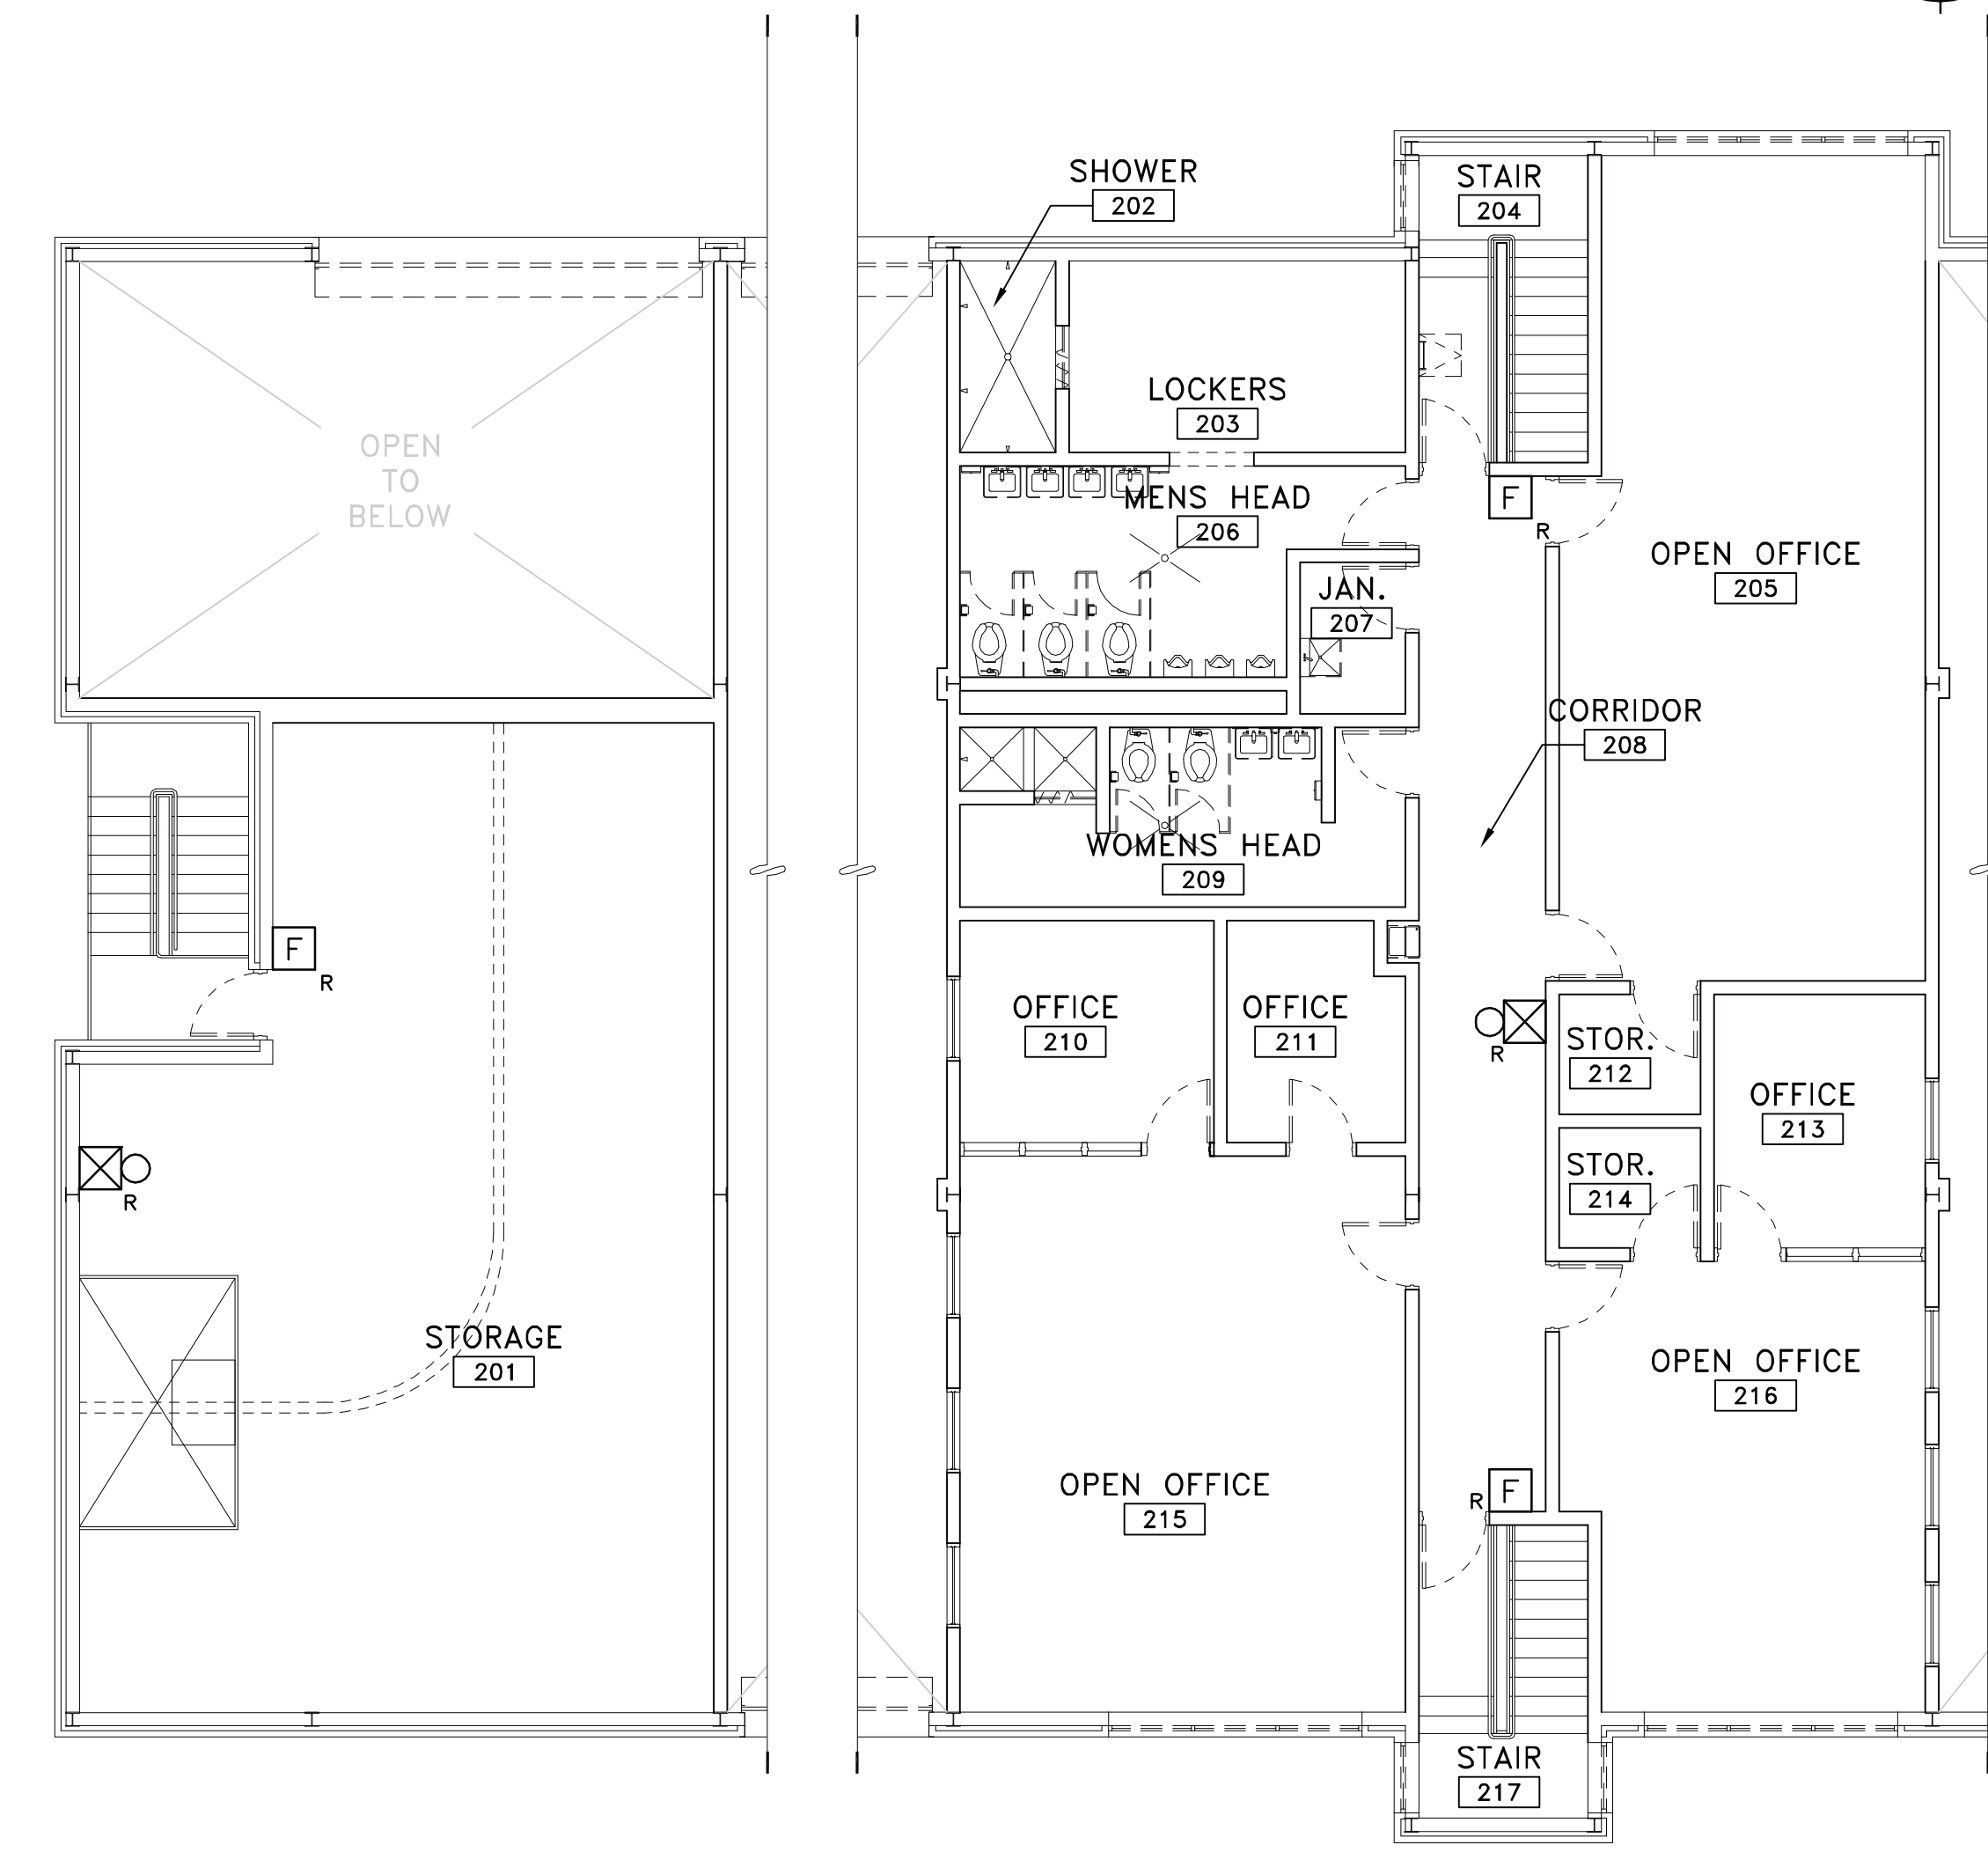 SHOWER
202
STAIR
204
LOCKERS
203
OPEN
TO
BELOW
MENS HEAD
206
F
R
OPEN OFFICE
205
JAN.
207
CORRIDOR
208
WOMENS HEAD
209
F
R
OFFICE
210
OFFICE
211
R
STOR.
212
OFFICE
213
R
STOR.
214
STORAGE
201
OPEN OFFICE
216
OPEN OFFICE
215
F
R
STAIR
217